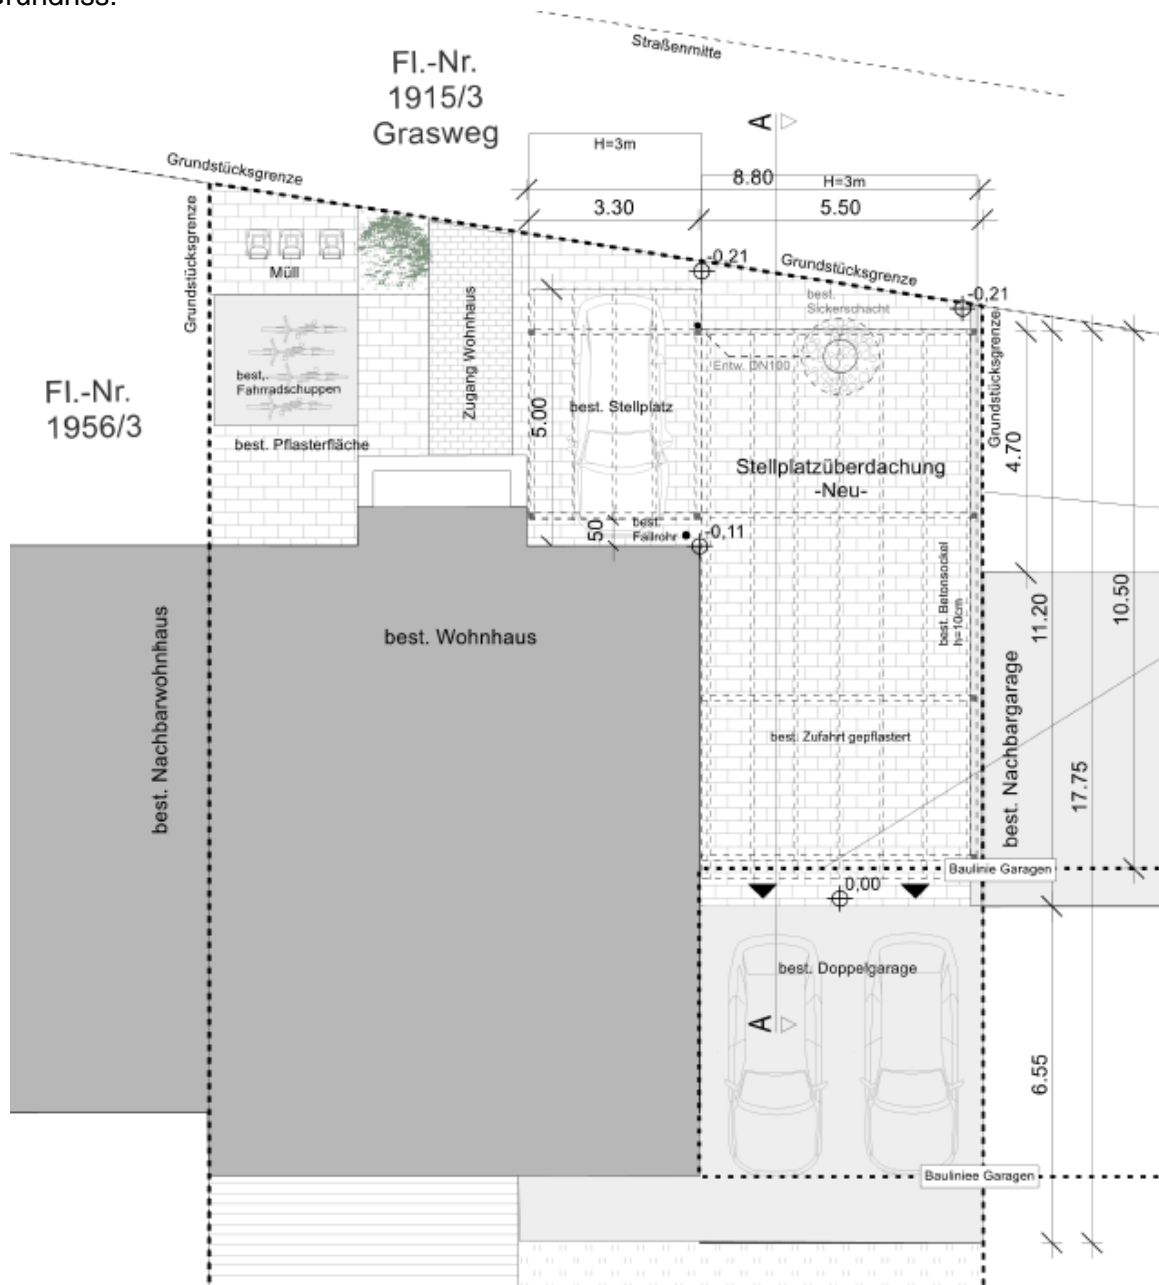 Grundriss.
Straßenmitte
Fl.-Nr.
1915/3
Grasweg
A
H=3m
8.80
H=3m
3.30
5.50
Grundstücksgrenze
Grundstücksgrenze
Müll
-0,21
Grundstücksgrenze
-0,21
best.
Sickerschacht
Zugang Wohnhaus
Entw. DN100
Grundstücksgrenze
Fl.-Nr.
1956/3
best,.
Fahrradschuppen
best. Stellplatz
5.00
4.70
best. Pflasterfläche
Stellplatzüberdachung
-Neu-
50
best.
Fallrohr
-0,11
best. Betonsockel
h=10cm
best. Nachbarwohnhaus
best. Wohnhaus
best. Nachbargarage
11.20
10.50
17.75
best. Zufahrt gepflastert
Baulinie Garagen
0,00
best. Doppelgarage
A
6.55
Bauliniee Garagen